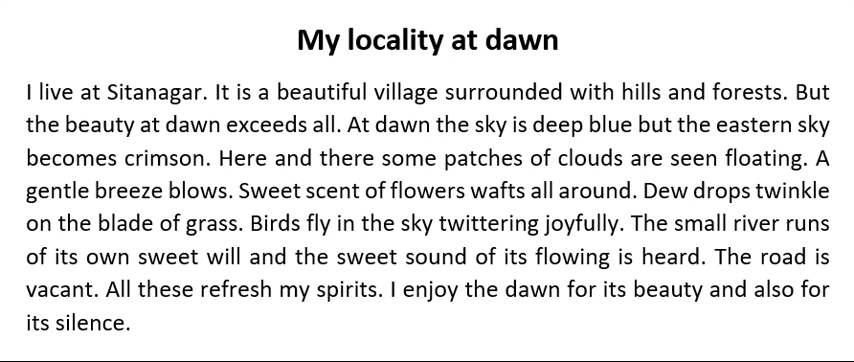 My locality at dawn
I live at Sitanagar. It is a beautiful village surrounded with hills and forests. But
the beauty at dawn exceeds all. At dawn the sky is deep blue but the eastern sky
becomes crimson. Here and there some patches of clouds are seen floating. A
gentle breeze blows. Sweet scent of flowers wafts all around. Dew drops twinkle
on the blade of grass. Birds fly in the sky twittering joyfully. The small river runs
of its own sweet will and the sweet sound of its flowing is heard. The road is
vacant. All these refresh my spirits. I enjoy the dawn for its beauty and also for
its silence.